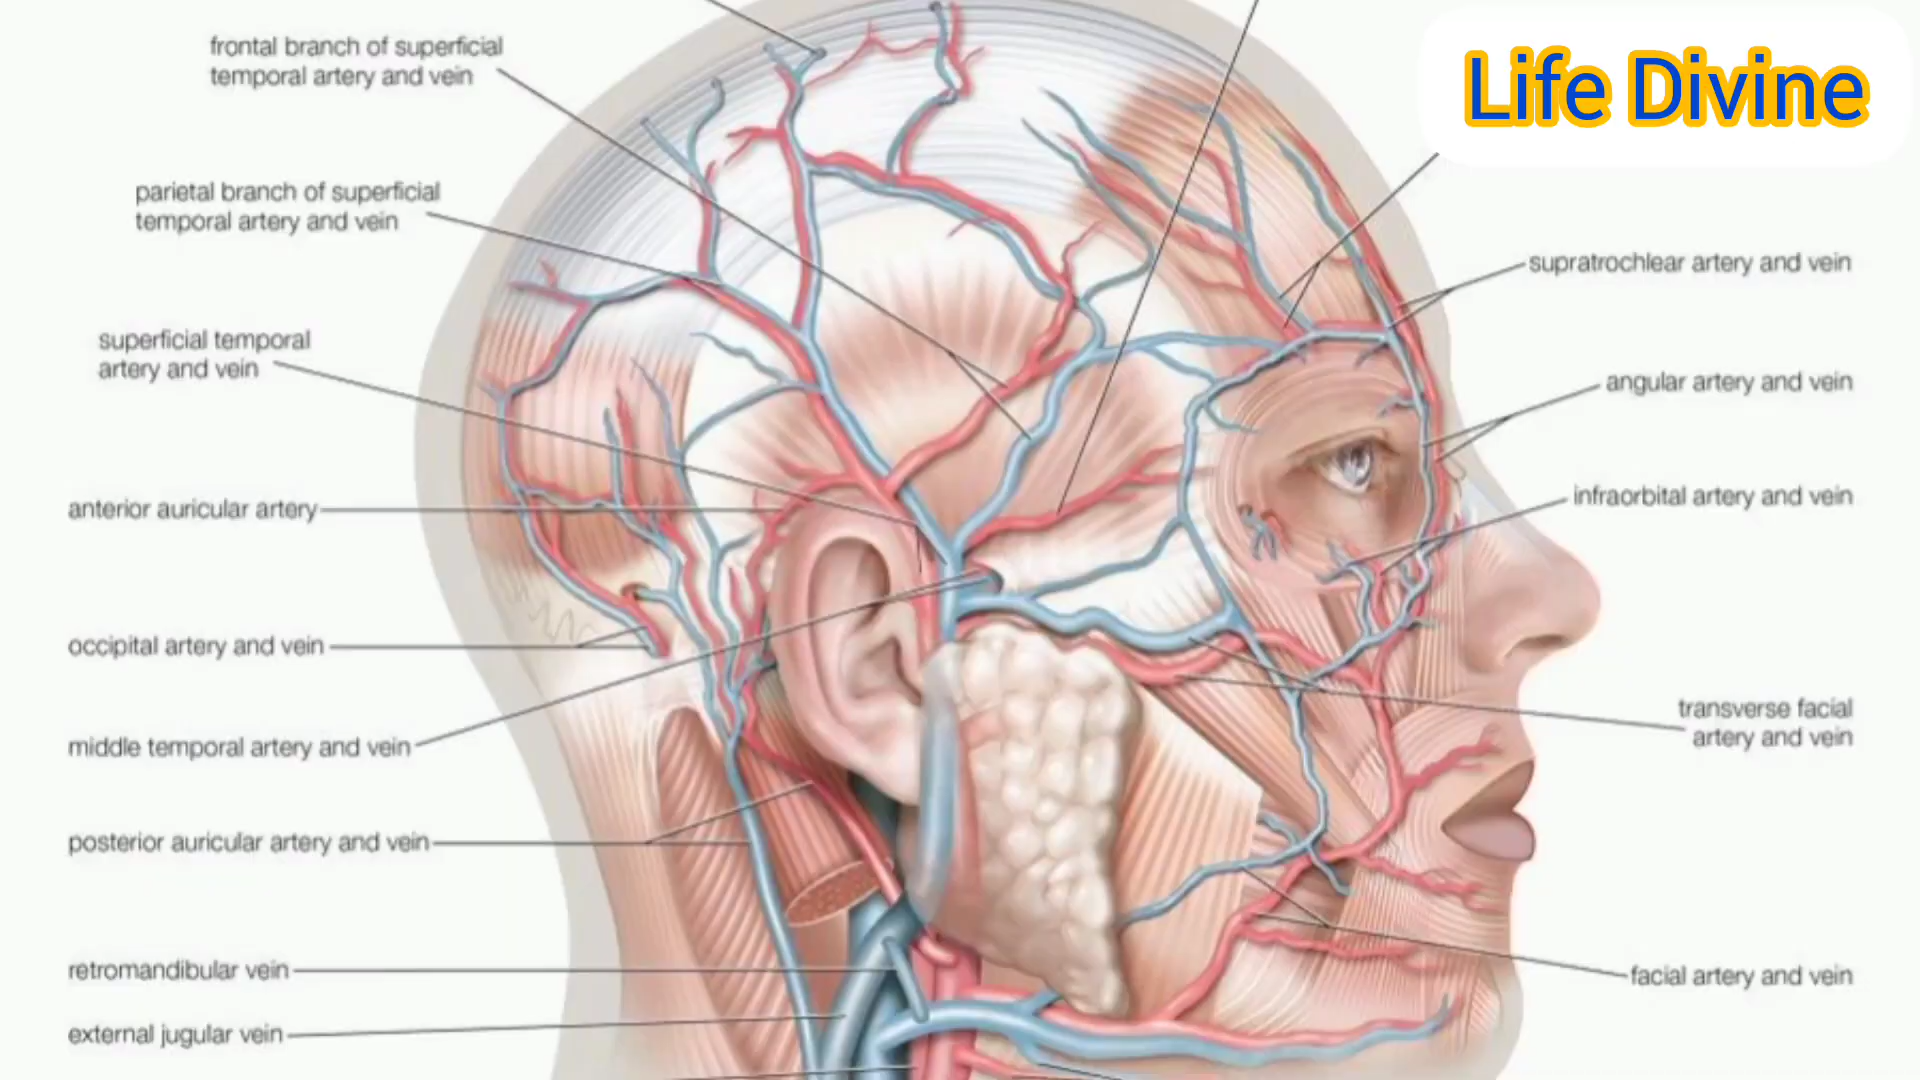 frontal branch of superficial
temporal artery and vein
parietal branch of superficial
temporal artery and vein
superficial temporal
artery and vein
anterior auricular artery
occipital artery and vein
middle temporal artery and vein
posterior auricular artery and vein
retromandibular vein
external jugular vein
Life Divine
supratrochlear artery and vein
angular artery and vein
infraorbital artery and vein
transverse facial
artery and vein
facial artery and vein